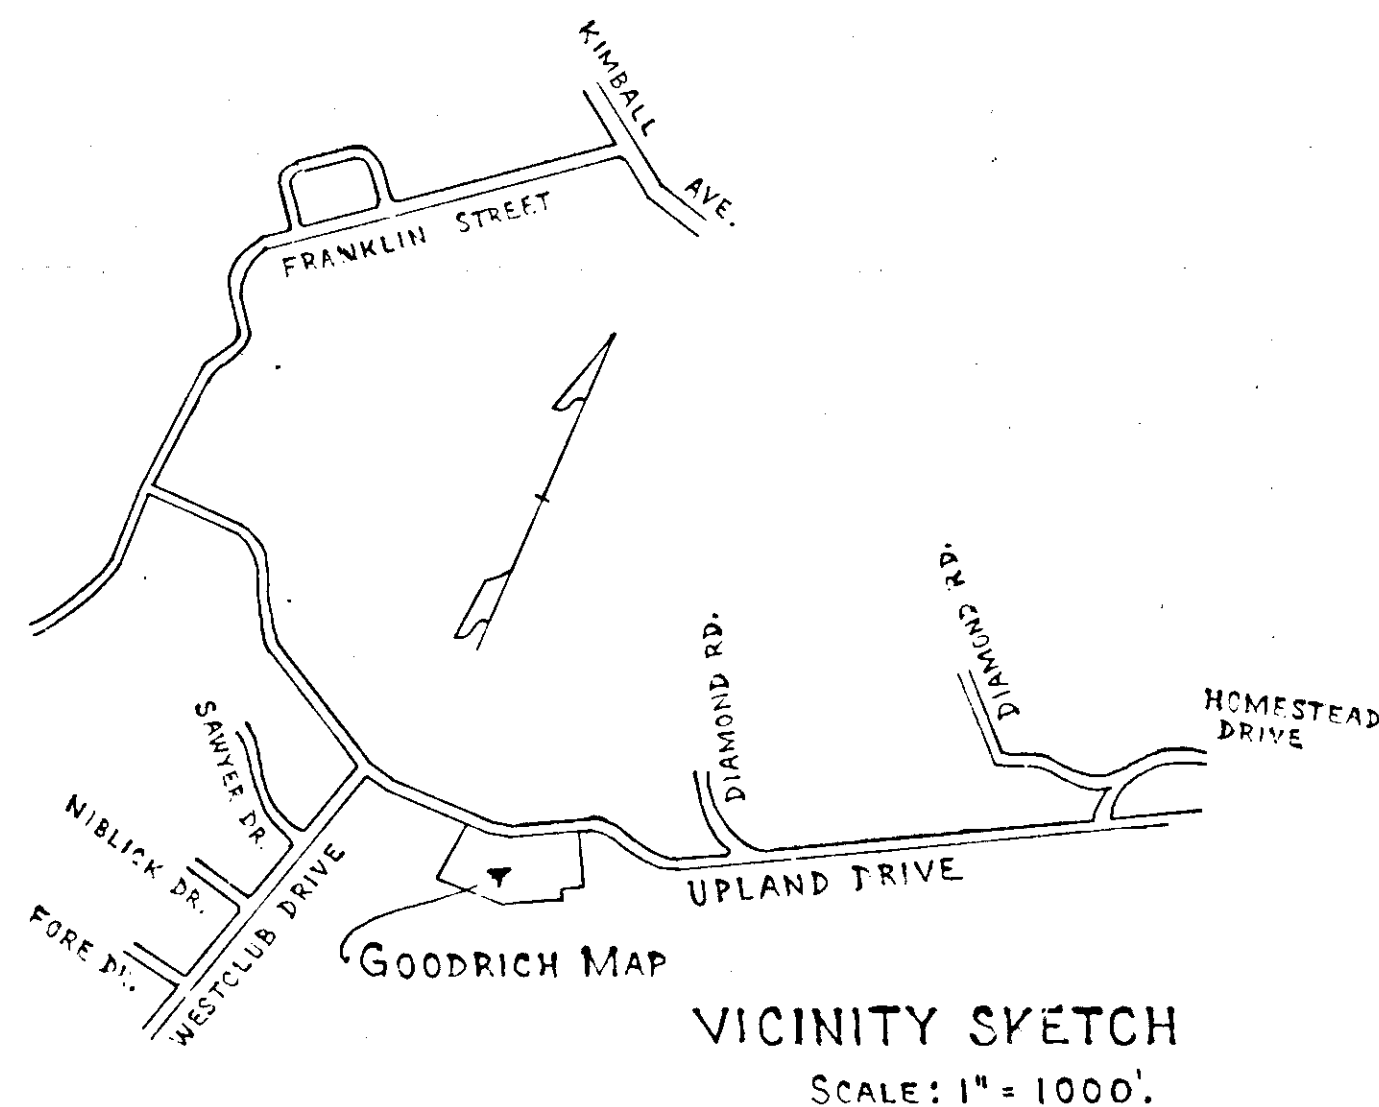 KIMBALL
AVE.
FRANKLIN STREET
DIAMOND RD.
DIAMOND RD.
HOMESTEAD
DRIVE
SAWYER DR.
NIBLICK DR.
FORE DR.
WESTCLUB DRIVE
UPLAND DRIVE
GOODRICH MAP
VICINITY SKETCH
SCALE: 1" = 1000'.